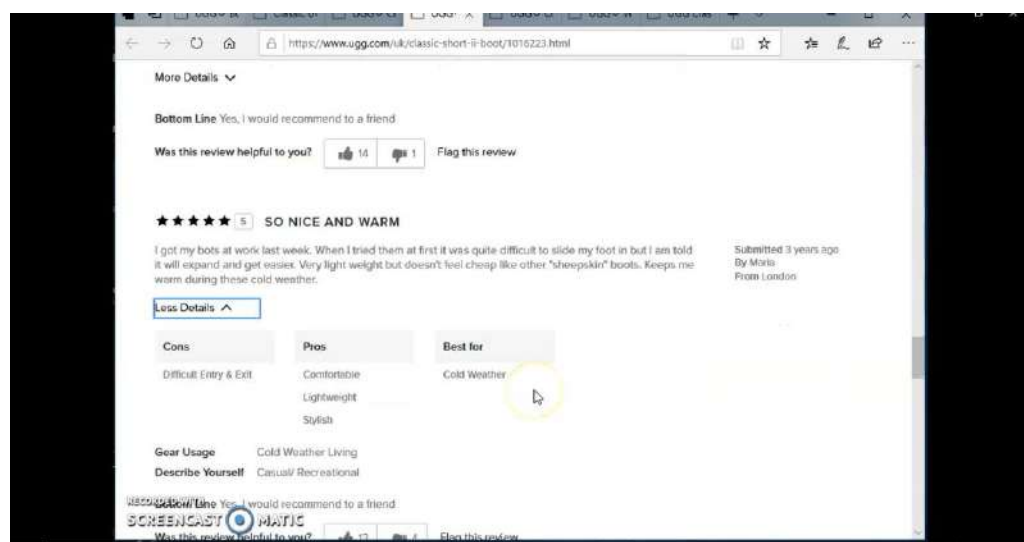 https://www.ugg.com/uk/classic-short-ii-boot/1016223.html
More Details
Bottom Line Yes, I would recommend to a friend
Was this review helpful to you? 14 1 Flag this review
★★★★★ 5 SO NICE AND WARM
I got my bots at work last week. When I tried them at first it was quite difficult to slide my foot in but I am told
it will expand and get easier. Very light weight but doesn't feel cheap like other "sheepskin" boots. Keeps me
warm during these cold weather.
Submitted 3 years ago
By Maria
From London
Less Details
Cons Pros Best for
Difficult Entry & Exit Comfortable Cold Weather
Lightweight
Stylish
Gear Usage Cold Weather Living
Describe Yourself Casual/ Recreational
Bottom Line Yes, I would recommend to a friend
RECORDED WITH
SCREENCAST MATIC
Was this review helpful to you? 4 Flag this review